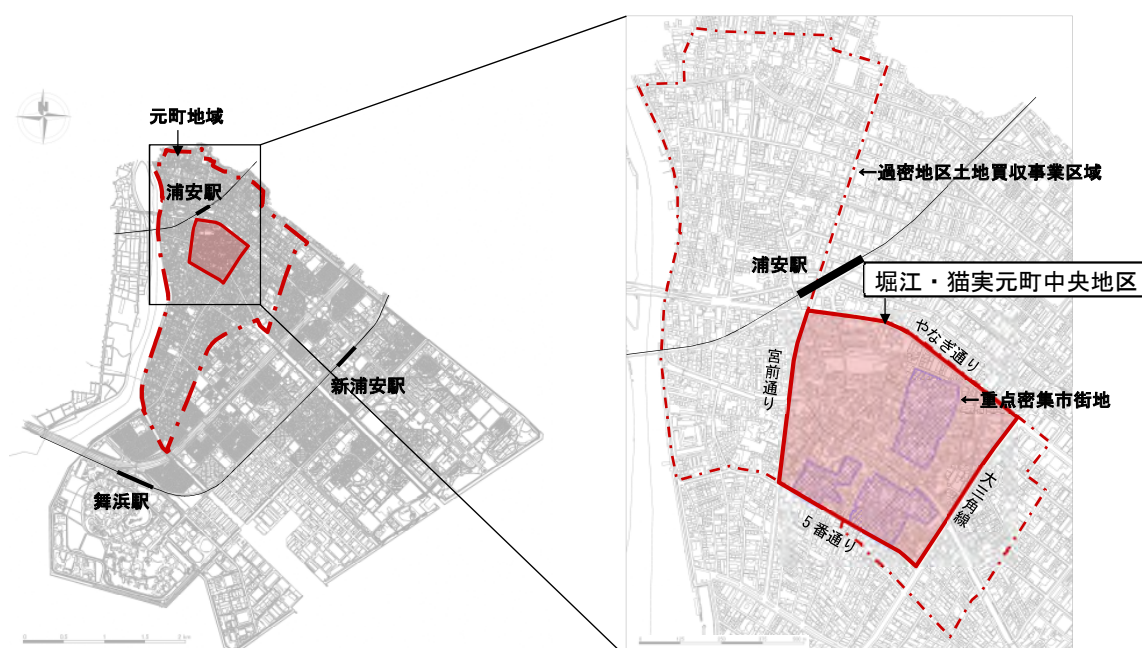 元町地域
浦安駅
新浦安駅
舞浜駅
←過密地区土地買収事業区域
浦安駅
堀江・猫実元町中央地区
やなぎ通り
宮前通り
←重点密集市街地
大三角線
5番通り